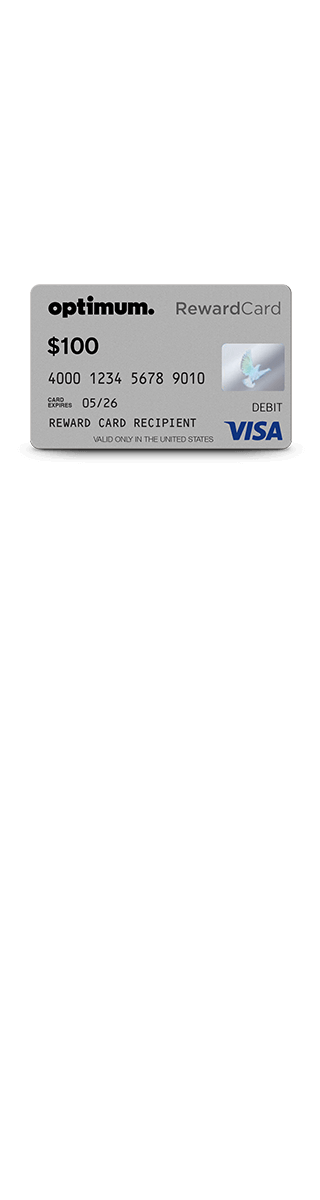 optimum. RewardCard
$100
4000 1234 5678 9010
CARD EXPIRES 05/26
DEBIT
REWARD CARD RECIPIENT
VISA
VALID ONLY IN THE UNITED STATES